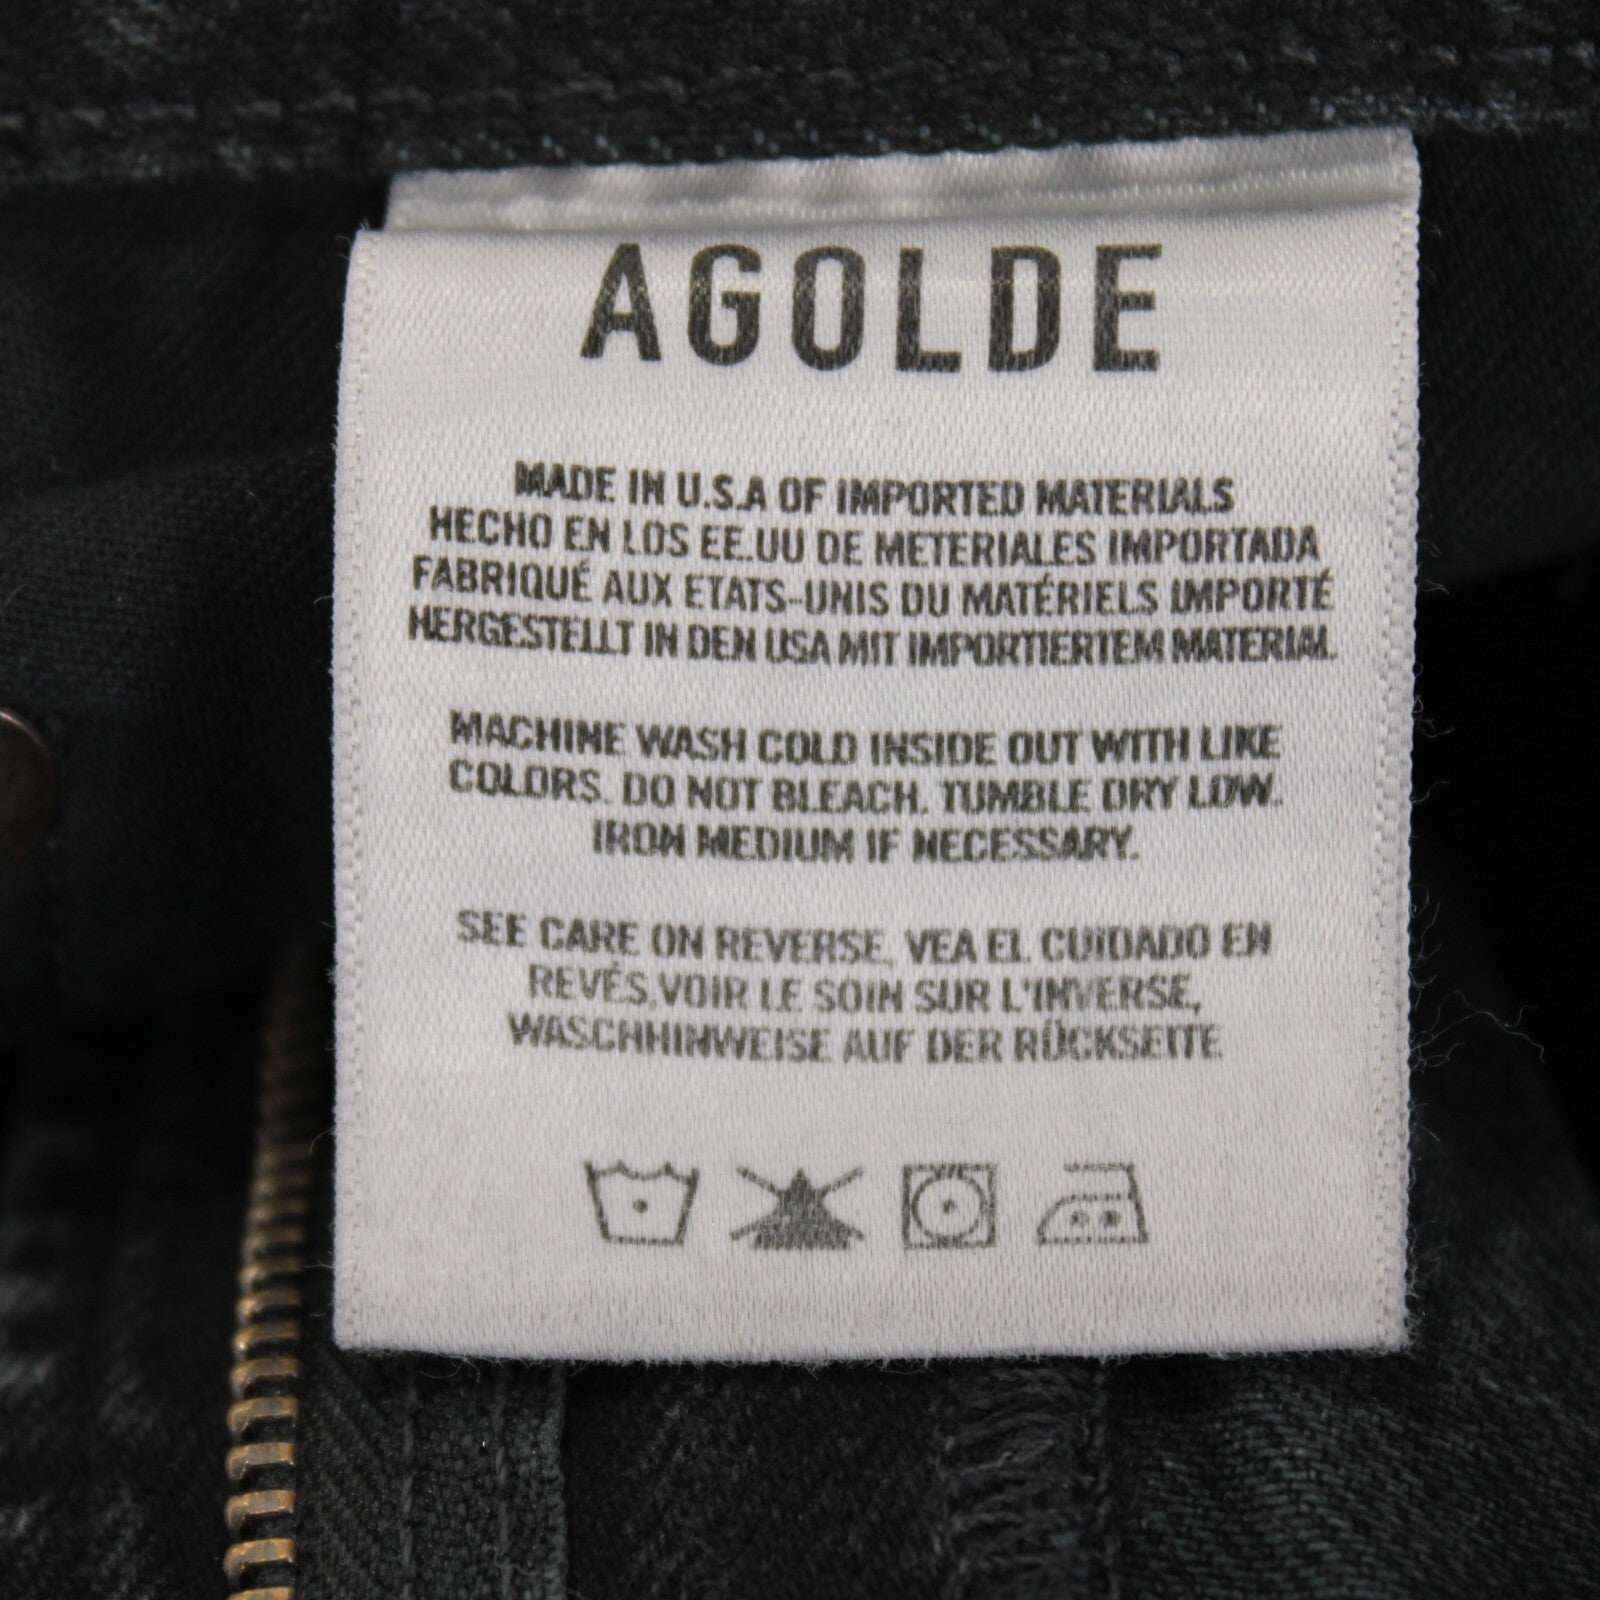 AGOLDE
MADE IN U.S.A OF IMPORTED MATERIALS
HECHO EN LOS EE.UU DE METERIALES IMPORTADA
FABRIQUÉ AUX ETATS-UNIS DU MATÉRIELS IMPORTÉ
HERGESTELLT IN DEN USA MIT IMPORTIERTEM MATERIAL.
MACHINE WASH COLD INSIDE OUT WITH LIKE
COLORS. DO NOT BLEACH. TUMBLE DRY LOW.
IRON MEDIUM IF NECESSARY.
SEE CARE ON REVERSE, VEA EL CUIDADO EN
REVÉS,VOIR LE SOIN SUR L'INVERSE,
WASCHHINWEISE AUF DER RÜCKSEITE